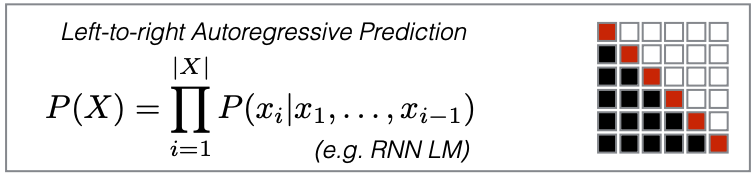 Left-to-right Autoregressive Prediction
P(X) = ∏_{i=1}^{|X|} P(x_i|x_1, . . . , x_{i−1})
(e.g. RNN LM)